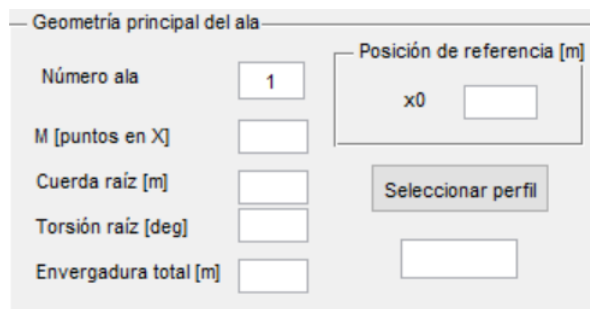 Geometría principal del ala
Número ala
1
M [puntos en X]
Cuerda raíz [m]
Torsión raíz [deg]
Envergadura total [m]
Posición de referencia [m]
x0
Seleccionar perfil